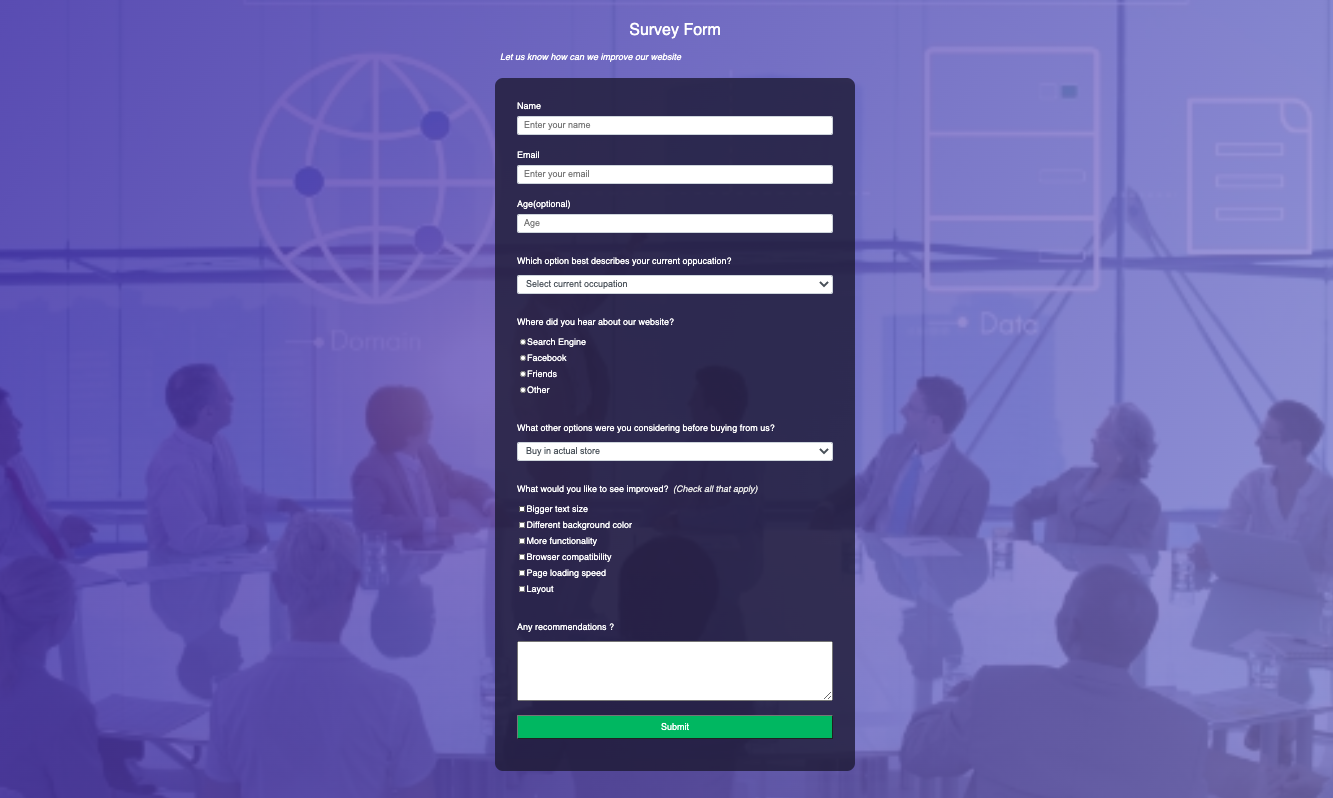 Survey Form
Let us know how can we improve our website
Name
Enter your name
Email
Enter your email
Age(optional)
Age
Which option best describes your current oppucation?
Select current occupation
Where did you hear about our website?
Search Engine
Facebook
Friends
Other
What other options were you considering before buying from us?
Buy in actual store
What would you like to see improved? (Check all that apply)
Bigger text size
Different background color
More functionality
Browser compatibility
Page loading speed
Layout
Any recommendations ?
Submit
Domain
Data